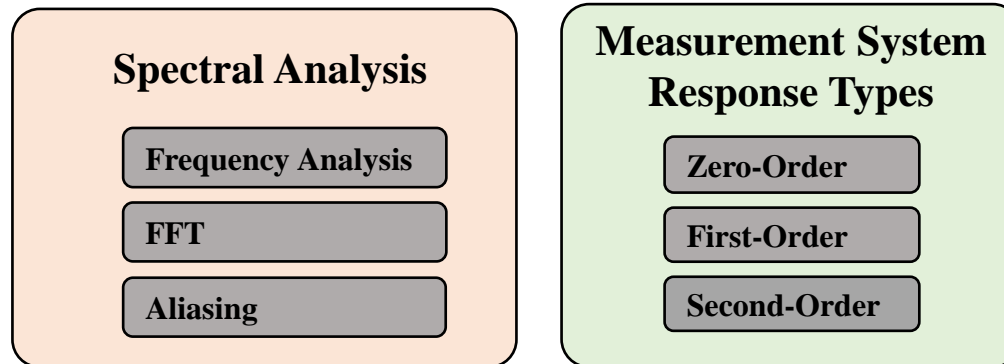 Spectral Analysis
Frequency Analysis
FFT
Aliasing
Measurement System
Response Types
Zero-Order
First-Order
Second-Order